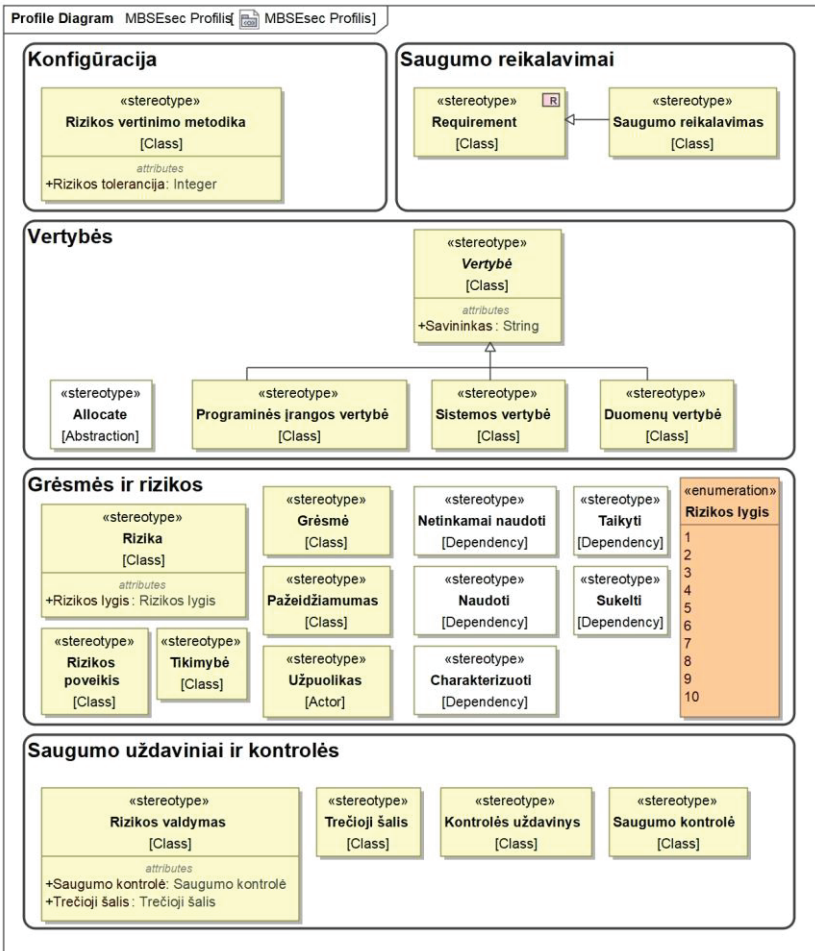 Profile Diagram MBSEsec Profilis[ MBSEsec Profilis]
Konfigūracija
«stereotype»
Rizikos vertinimo metodika
[Class]
attributes
+Rizikos tolerancija: Integer
Saugumo reikalavimai
«stereotype»
R
Requirement
[Class]
«stereotype»
Saugumo reikalavimas
[Class]
Vertybės
«stereotype»
Vertybė
[Class]
attributes
+Savininkas : String
«stereotype»
Allocate
[Abstraction]
«stereotype»
Programinės įrangos vertybė
[Class]
«stereotype»
Sistemos vertybė
[Class]
«stereotype»
Duomenų vertybė
[Class]
Grėsmės ir rizikos
«stereotype»
Rizika
[Class]
attributes
+Rizikos lygis : Rizikos lygis
«stereotype»
Rizikos
poveikis
[Class]
«stereotype»
Tikimybė
[Class]
«stereotype»
Grėsmė
[Class]
«stereotype»
Pažeidžiamumas
[Class]
«stereotype»
Užpuolikas
[Actor]
«stereotype»
Netinkamai naudoti
[Dependency]
«stereotype»
Naudoti
[Dependency]
«stereotype»
Charakterizuoti
[Dependency]
«stereotype»
Taikyti
[Dependency]
«stereotype»
Sukelti
[Dependency]
«enumeration»
Rizikos lygis
1
2
3
4
5
6
7
8
9
10
Saugumo uždaviniai ir kontrolės
«stereotype»
Rizikos valdymas
[Class]
attributes
+Saugumo kontrolė: Saugumo kontrolė
+Trečioji šalis : Trečioji šalis
«stereotype»
Trečioji šalis
[Class]
«stereotype»
Kontrolės uždavinys
[Class]
«stereotype»
Saugumo kontrolė
[Class]